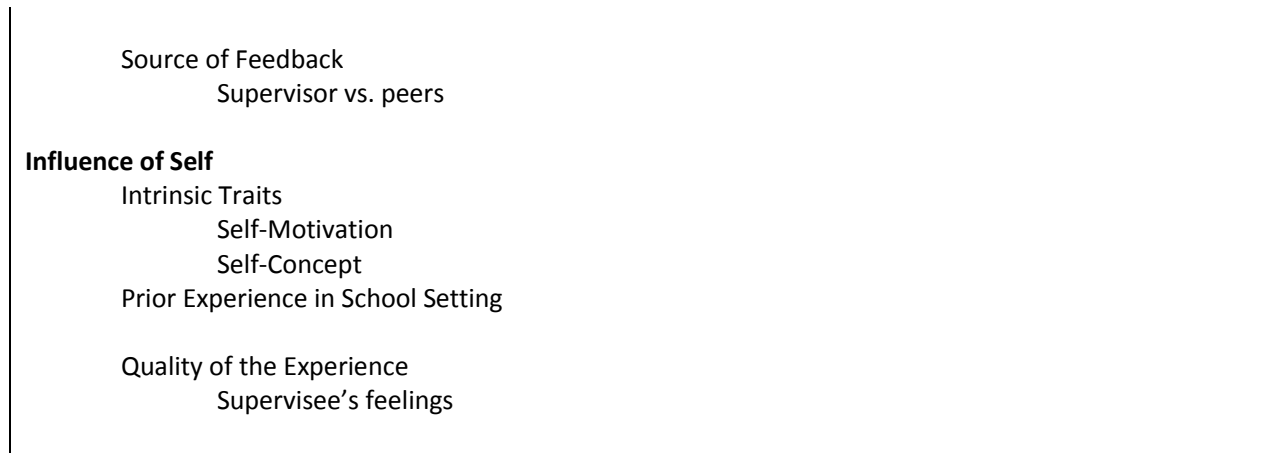 Source of Feedback
Supervisor vs. peers
Influence of Self
Intrinsic Traits
Self-Motivation
Self-Concept
Prior Experience in School Setting
Quality of the Experience
Supervisee’s feelings